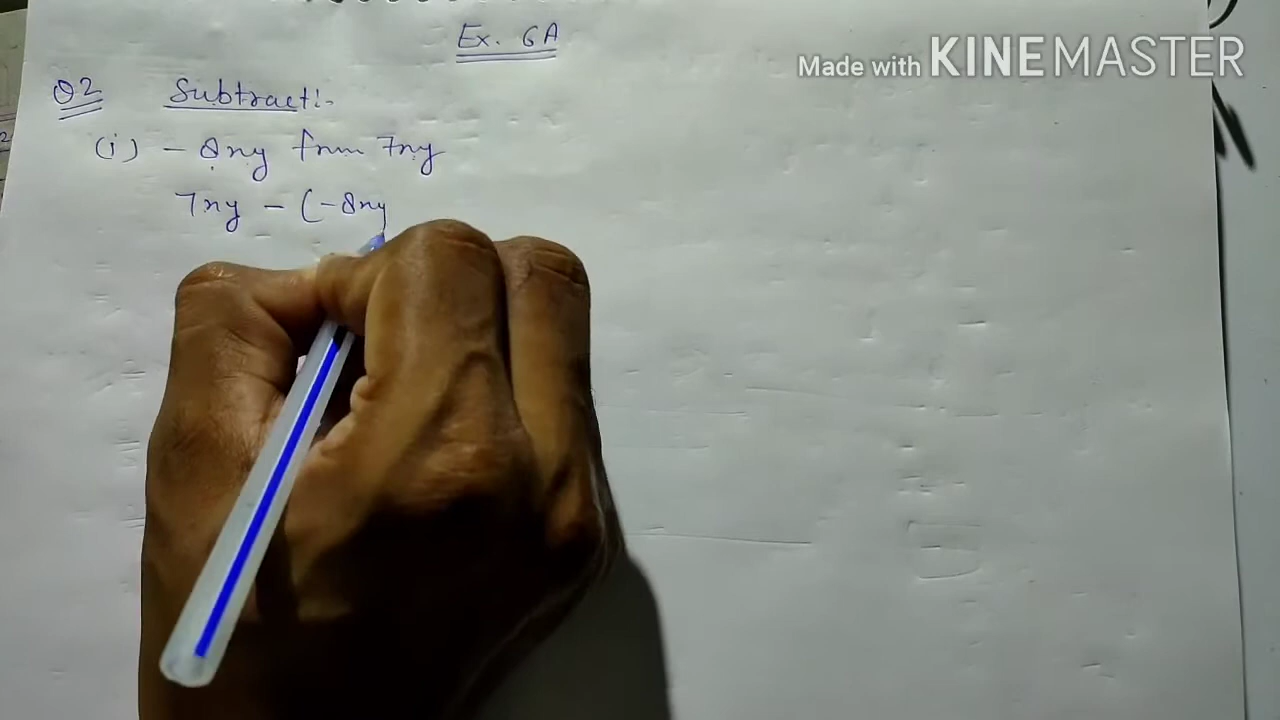 Ex. 6A
Made with KINEMASTER
Q2 Subtract:-
(i) - 8xy from 7xy
7xy - (-8xy